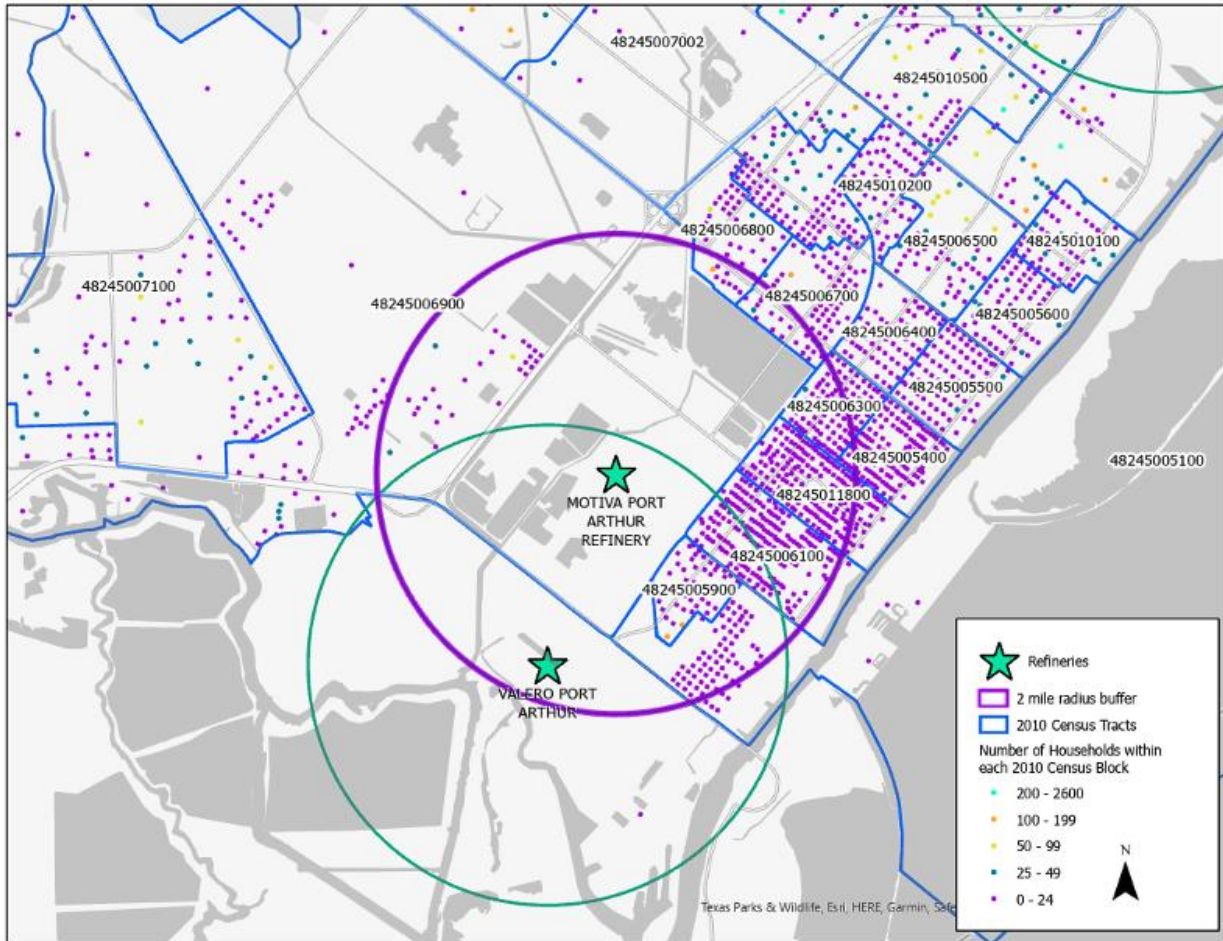 48245007002
48245010500
48245010200
48245006800
48245006500
48245010100
48245007100
48245006900
48245006700
48245005600
48245006400
48245005500
48245006300
48245005400
48245005100
MOTIVA PORT
ARTHUR
REFINERY
48245011800
48245006100
48245005900
VALERO PORT
ARTHUR
Refineries
2 mile radius buffer
2010 Census Tracts
Number of Households within
each 2010 Census Block
200 - 2600
100 - 199
50 - 99
25 - 49
0 - 24
N
Texas Parks & Wildlife, Esri, HERE, Garmin,